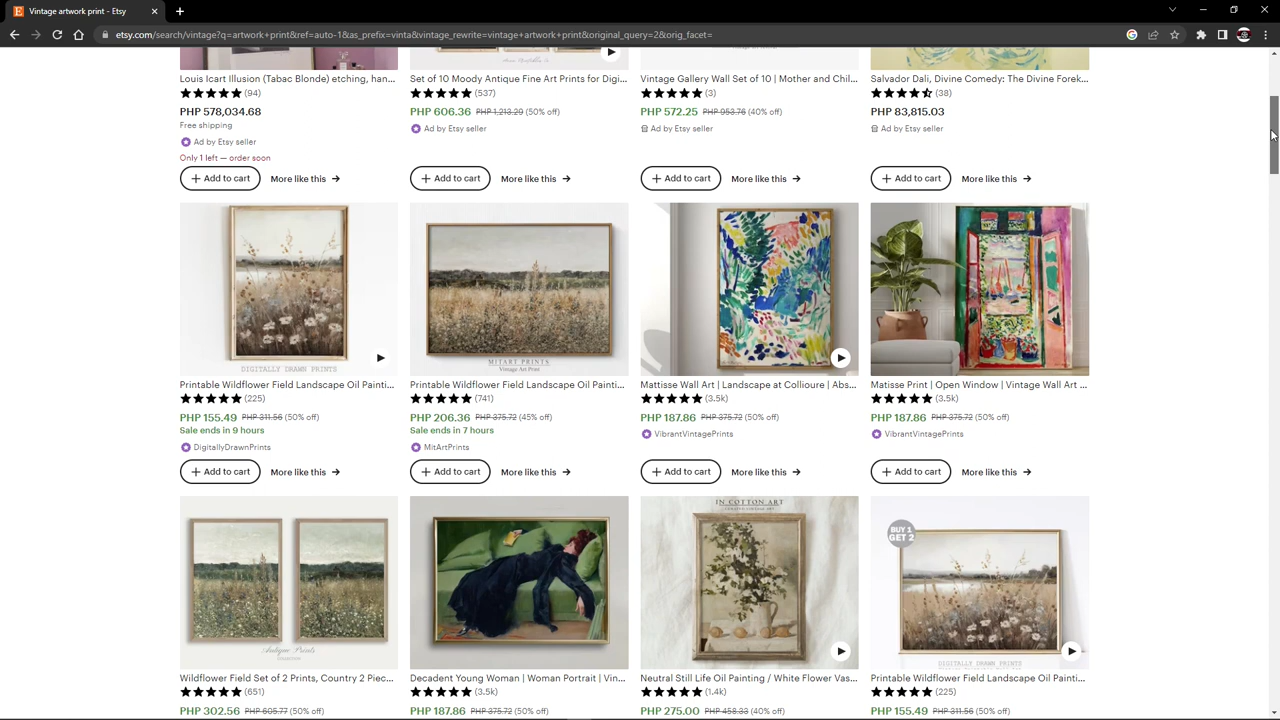 Vintage artwork print - Etsy
etsy.com/search/vintage?q=artwork+print&ref=auto-1&as_prefix=vinta&vintage_rewrite=vintage+artwork+print&original_query=2&orig_facet=
Louis Icart Illusion (Tabac Blonde) etching, han...
(94)
PHP 578,034.68
Free shipping
Ad by Etsy seller
Only 1 left — order soon
+ Add to cart More like this →
Set of 10 Moody Antique Fine Art Prints for Digi...
(537)
PHP 606.36 PHP 1,213.29 (50% off)
Ad by Etsy seller
+ Add to cart More like this →
Vintage Gallery Wall Set of 10 | Mother and Chil...
(3)
PHP 572.25 PHP 953.76 (40% off)
Ad by Etsy seller
+ Add to cart More like this →
Salvador Dali, Divine Comedy: The Divine Forek...
(38)
PHP 83,815.03
Ad by Etsy seller
+ Add to cart More like this →
DIGITALLY DRAWN PRINTS
Printable Wildflower Field Landscape Oil Painti...
(225)
PHP 155.49 PHP 311.56 (50% off)
Sale ends in 9 hours
DigitallyDrawnPrints
+ Add to cart More like this →
MITART PRINTS
Vintage Art Print
Printable Wildflower Field Landscape Oil Painti...
(741)
PHP 206.36 PHP 375.72 (45% off)
Sale ends in 7 hours
MitArtPrints
+ Add to cart More like this →
Mattisse Wall Art | Landscape at Collioure | Abs...
(3.5k)
PHP 187.86 PHP 375.72 (50% off)
VibrantVintagePrints
+ Add to cart More like this →
Matisse Print | Open Window | Vintage Wall Art ...
(3.5k)
PHP 187.86 PHP 375.72 (50% off)
VibrantVintagePrints
+ Add to cart More like this →
Antique Prints
Wildflower Field Set of 2 Prints, Country 2 Piec...
(651)
PHP 302.56 PHP 605.77 (50% off)
Decadent Young Woman | Woman Portrait | Vin...
(3.5k)
PHP 187.86 PHP 375.72 (50% off)
IN COTTON ART
Neutral Still Life Oil Painting / White Flower Vas...
(1.4k)
PHP 275.00 PHP 458.33 (40% off)
BUY 1
GET 2
DIGITALLY DRAWN PRINTS
Printable Wildflower Field Landscape Oil Painti...
(225)
PHP 155.49 PHP 311.56 (50% off)